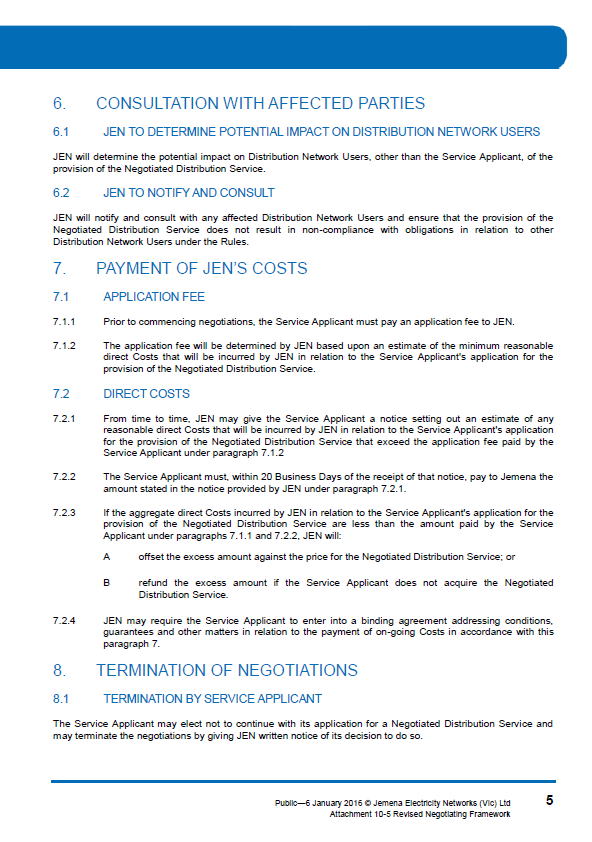 6. CONSULTATION WITH AFFECTED PARTIES
6.1 JEN TO DETERMINE POTENTIAL IMPACT ON DISTRIBUTION NETWORK USERS
JEN will determine the potential impact on Distribution Network Users, other than the Service Applicant, of the
provision of the Negotiated Distribution Service.
6.2 JEN TO NOTIFY AND CONSULT
JEN will notify and consult with any affected Distribution Network Users and ensure that the provision of the
Negotiated Distribution Service does not result in non-compliance with obligations in relation to other
Distribution Network Users under the Rules.
7. PAYMENT OF JEN'S COSTS
7.1 APPLICATION FEE
7.1.1 Prior to commencing negotiations, the Service Applicant must pay an application fee to JEN.
7.1.2 The application fee will be determined by JEN based upon an estimate of the minimum reasonable
direct Costs that will be incurred by JEN in relation to the Service Applicant's application for the
provision of the Negotiated Distribution Service.
7.2 DIRECT COSTS
7.2.1 From time to time, JEN may give the Service Applicant a notice setting out an estimate of any
reasonable direct Costs that will be incurred by JEN in relation to the Service Applicant's application
for the provision of the Negotiated Distribution Service that exceed the application fee paid by the
Service Applicant under paragraph 7.1.2
7.2.2 The Service Applicant must, within 20 Business Days of the receipt of that notice, pay to Jemena the
amount stated in the notice provided by JEN under paragraph 7.2.1.
7.2.3 If the aggregate direct Costs incurred by JEN in relation to the Service Applicant's application for the
provision of the Negotiated Distribution Service are less than the amount paid by the Service
Applicant under paragraphs 7.1.1 and 7.2.2, JEN will:
A offset the excess amount against the price for the Negotiated Distribution Service; or
B refund the excess amount if the Service Applicant does not acquire the Negotiated
Distribution Service.
7.2.4 JEN may require the Service Applicant to enter into a binding agreement addressing conditions,
guarantees and other matters in relation to the payment of on-going Costs in accordance with this
paragraph 7.
8. TERMINATION OF NEGOTIATIONS
8.1 TERMINATION BY SERVICE APPLICANT
The Service Applicant may elect not to continue with its application for a Negotiated Distribution Service and
may terminate the negotiations by giving JEN written notice of its decision to do so.
Public—6 January 2016 © Jemena Electricity Networks (Vic) Ltd 5
Attachment 10-5 Revised Negotiating Framework